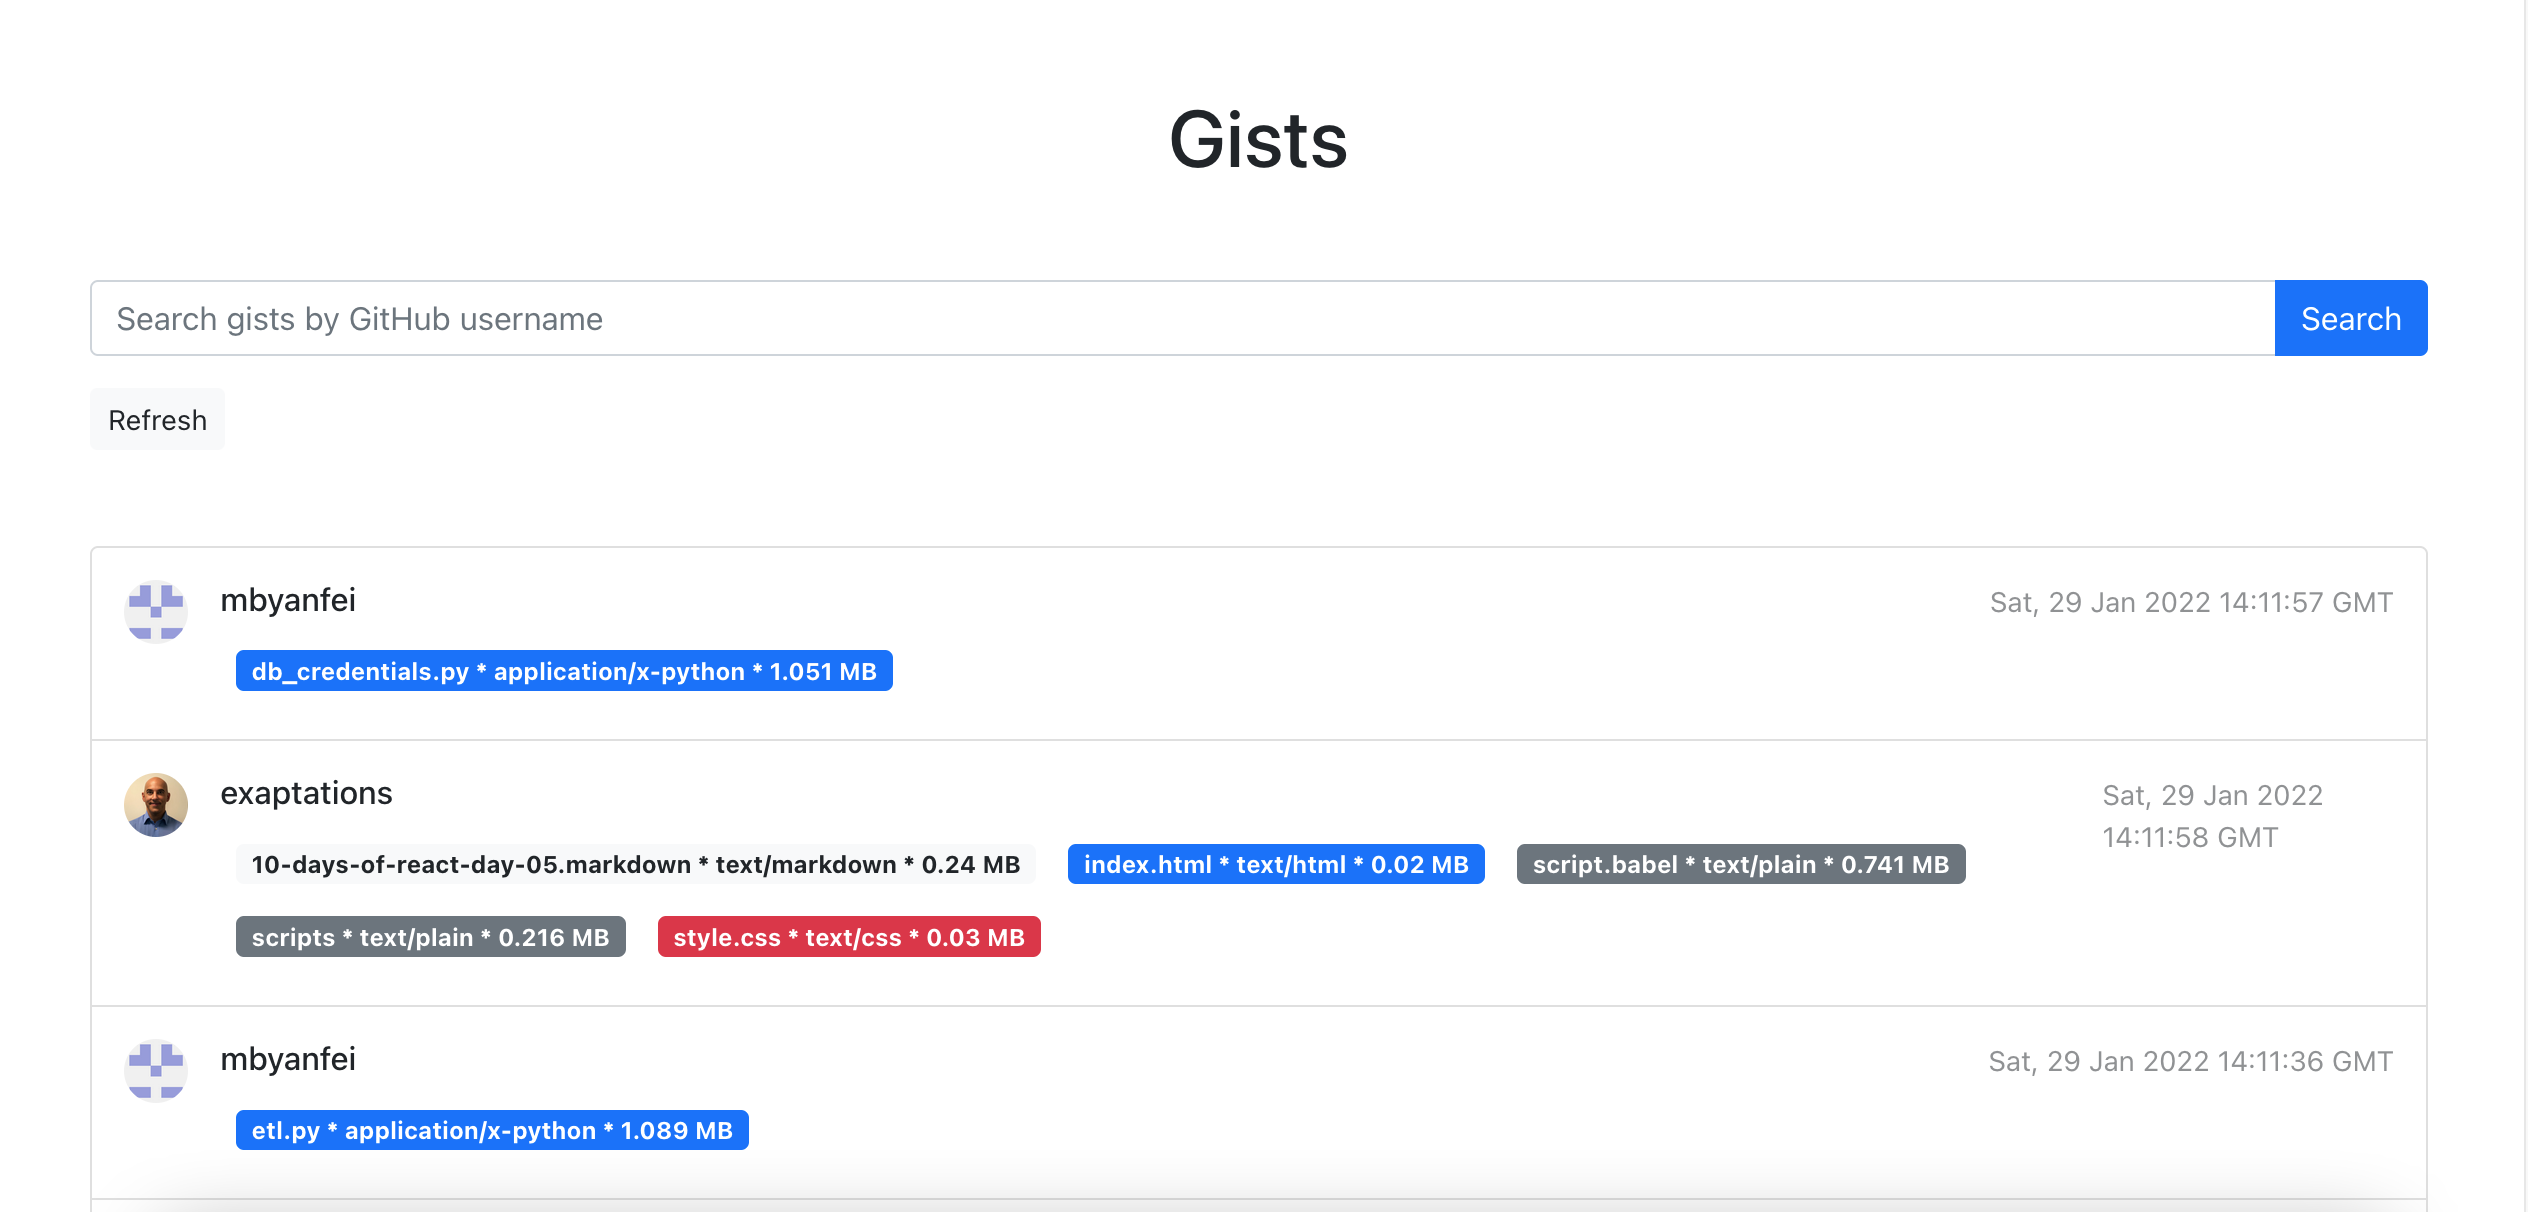 Gists
Search gists by GitHub username
Search
Refresh
mbyanfei
Sat, 29 Jan 2022 14:11:57 GMT
db_credentials.py * application/x-python * 1.051 MB
exaptations
Sat, 29 Jan 2022
14:11:58 GMT
10-days-of-react-day-05.markdown * text/markdown * 0.24 MB
index.html * text/html * 0.02 MB
script.babel * text/plain * 0.741 MB
scripts * text/plain * 0.216 MB
style.css * text/css * 0.03 MB
mbyanfei
Sat, 29 Jan 2022 14:11:36 GMT
etl.py * application/x-python * 1.089 MB